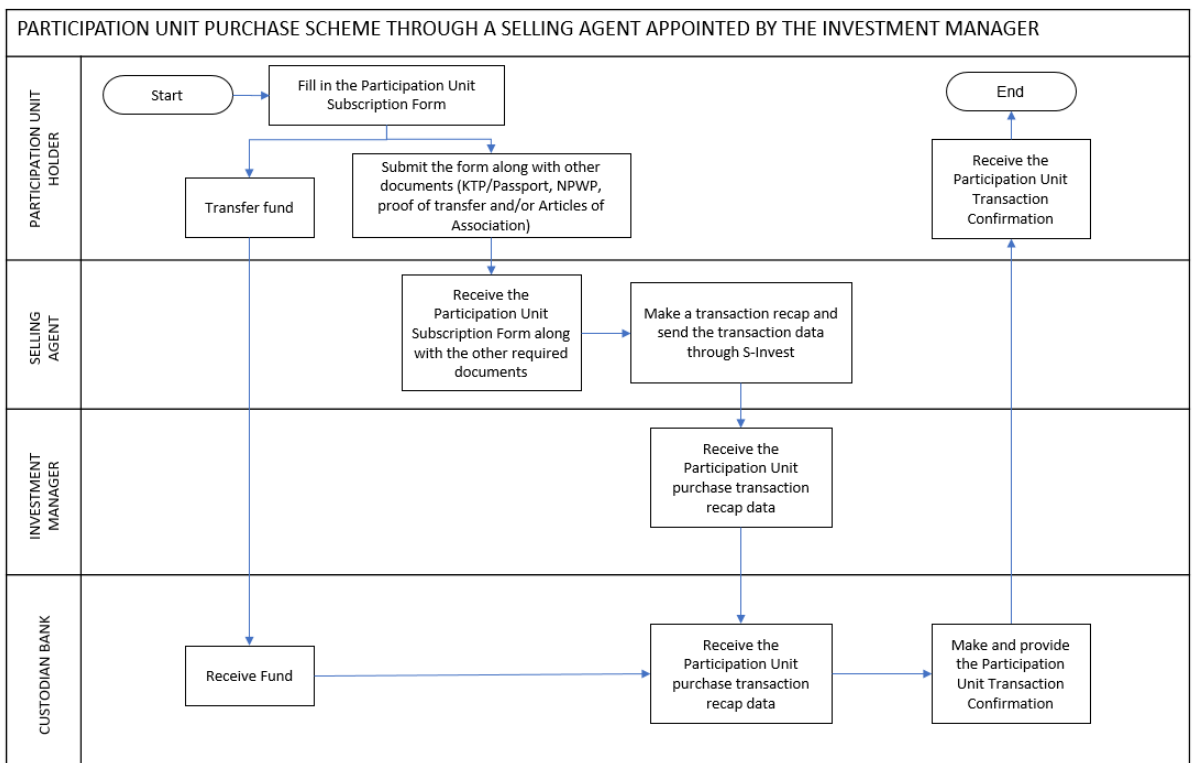 PARTICIPATION UNIT PURCHASE SCHEME THROUGH A SELLING AGENT APPOINTED BY THE INVESTMENT MANAGER
PARTICIPATION UNIT
HOLDER
Start
Fill in the Participation Unit
Subscription Form
End
Transfer fund
Submit the form along with other
documents (KTP/Passport, NPWP,
proof of transfer and/or Articles of
Association)
Receive the
Participation Unit
Transaction
Confirmation
SELLING
AGENT
Receive the
Participation Unit
Subscription Form along
with the other required
documents
Make a transaction recap and
send the transaction data
through S-Invest
INVESTMENT
MANAGER
Receive the
Participation Unit
purchase transaction
recap data
CUSTODIAN BANK
Receive Fund
Receive the
Participation Unit
purchase transaction
recap data
Make and provide
the Participation
Unit Transaction
Confirmation